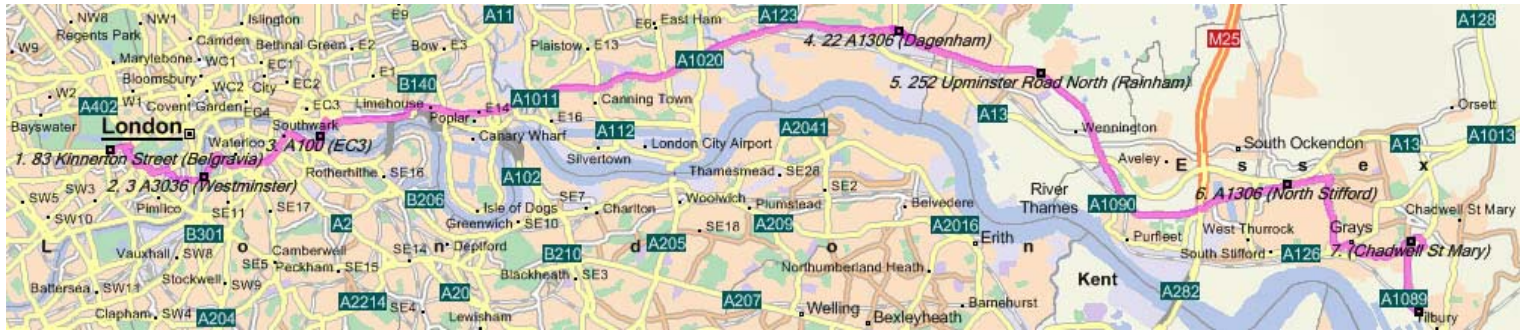 NW8 NW1 Islington E9 A11 E6 East Ham A123 A128
Regents Park Camden Bethnal Green E2 Bow E3 Plaistow E13 4. 22 A1306 (Dagenham) M25
W9 Marylebone WC1 EC1 A1020
Bloomsbury WC2 City EC2 E1 B140 5. 252 Upminster Road North (Rainham)
W2 A402 W1 Covent Garden EC4 EC3 Limehouse E14 A1011 Canning Town A13 Orsett
Bayswater London Southwark Poplar E16 A112 A2041 Wennington A13 A1013
Waterloo 3. A100 (EC3) Canary Wharf London City Airport South Ockendon
1. 83 Kinnerton Street (Belgravia) Silvertown Aveley E s s e x
Rotherhithe SE16 A102 Thamesmead SE28
SW5 SW3 2. 3 A3036 (Westminster) SE7 SE2 River Thames 6. A1306 (North Stifford)
Pimlico SE17 B206 Isle of Dogs Charlton Woolwich Plumstead Belvedere A1090
SW10 SE11 A2 Greenwich SE10 A209 A2016 Chadwell St Mary
B301 SE18 Purfleet West Thurrock Grays
L o n d o n Camberwell SE14 Deptford A205 Erith
Vauxhall SW8 SE5 Peckham SE15 B210 South Stifford A126 7. (Chadwell St Mary)
Stockwell SW9 Blackheath SE3 Northumberland Heath Kent
Battersea SW11 A2214 A20 A207 A282 A1089
SE4 Welling Barnehurst
Clapham SW4 A204 Lewisham Bexleyheath Tilbury